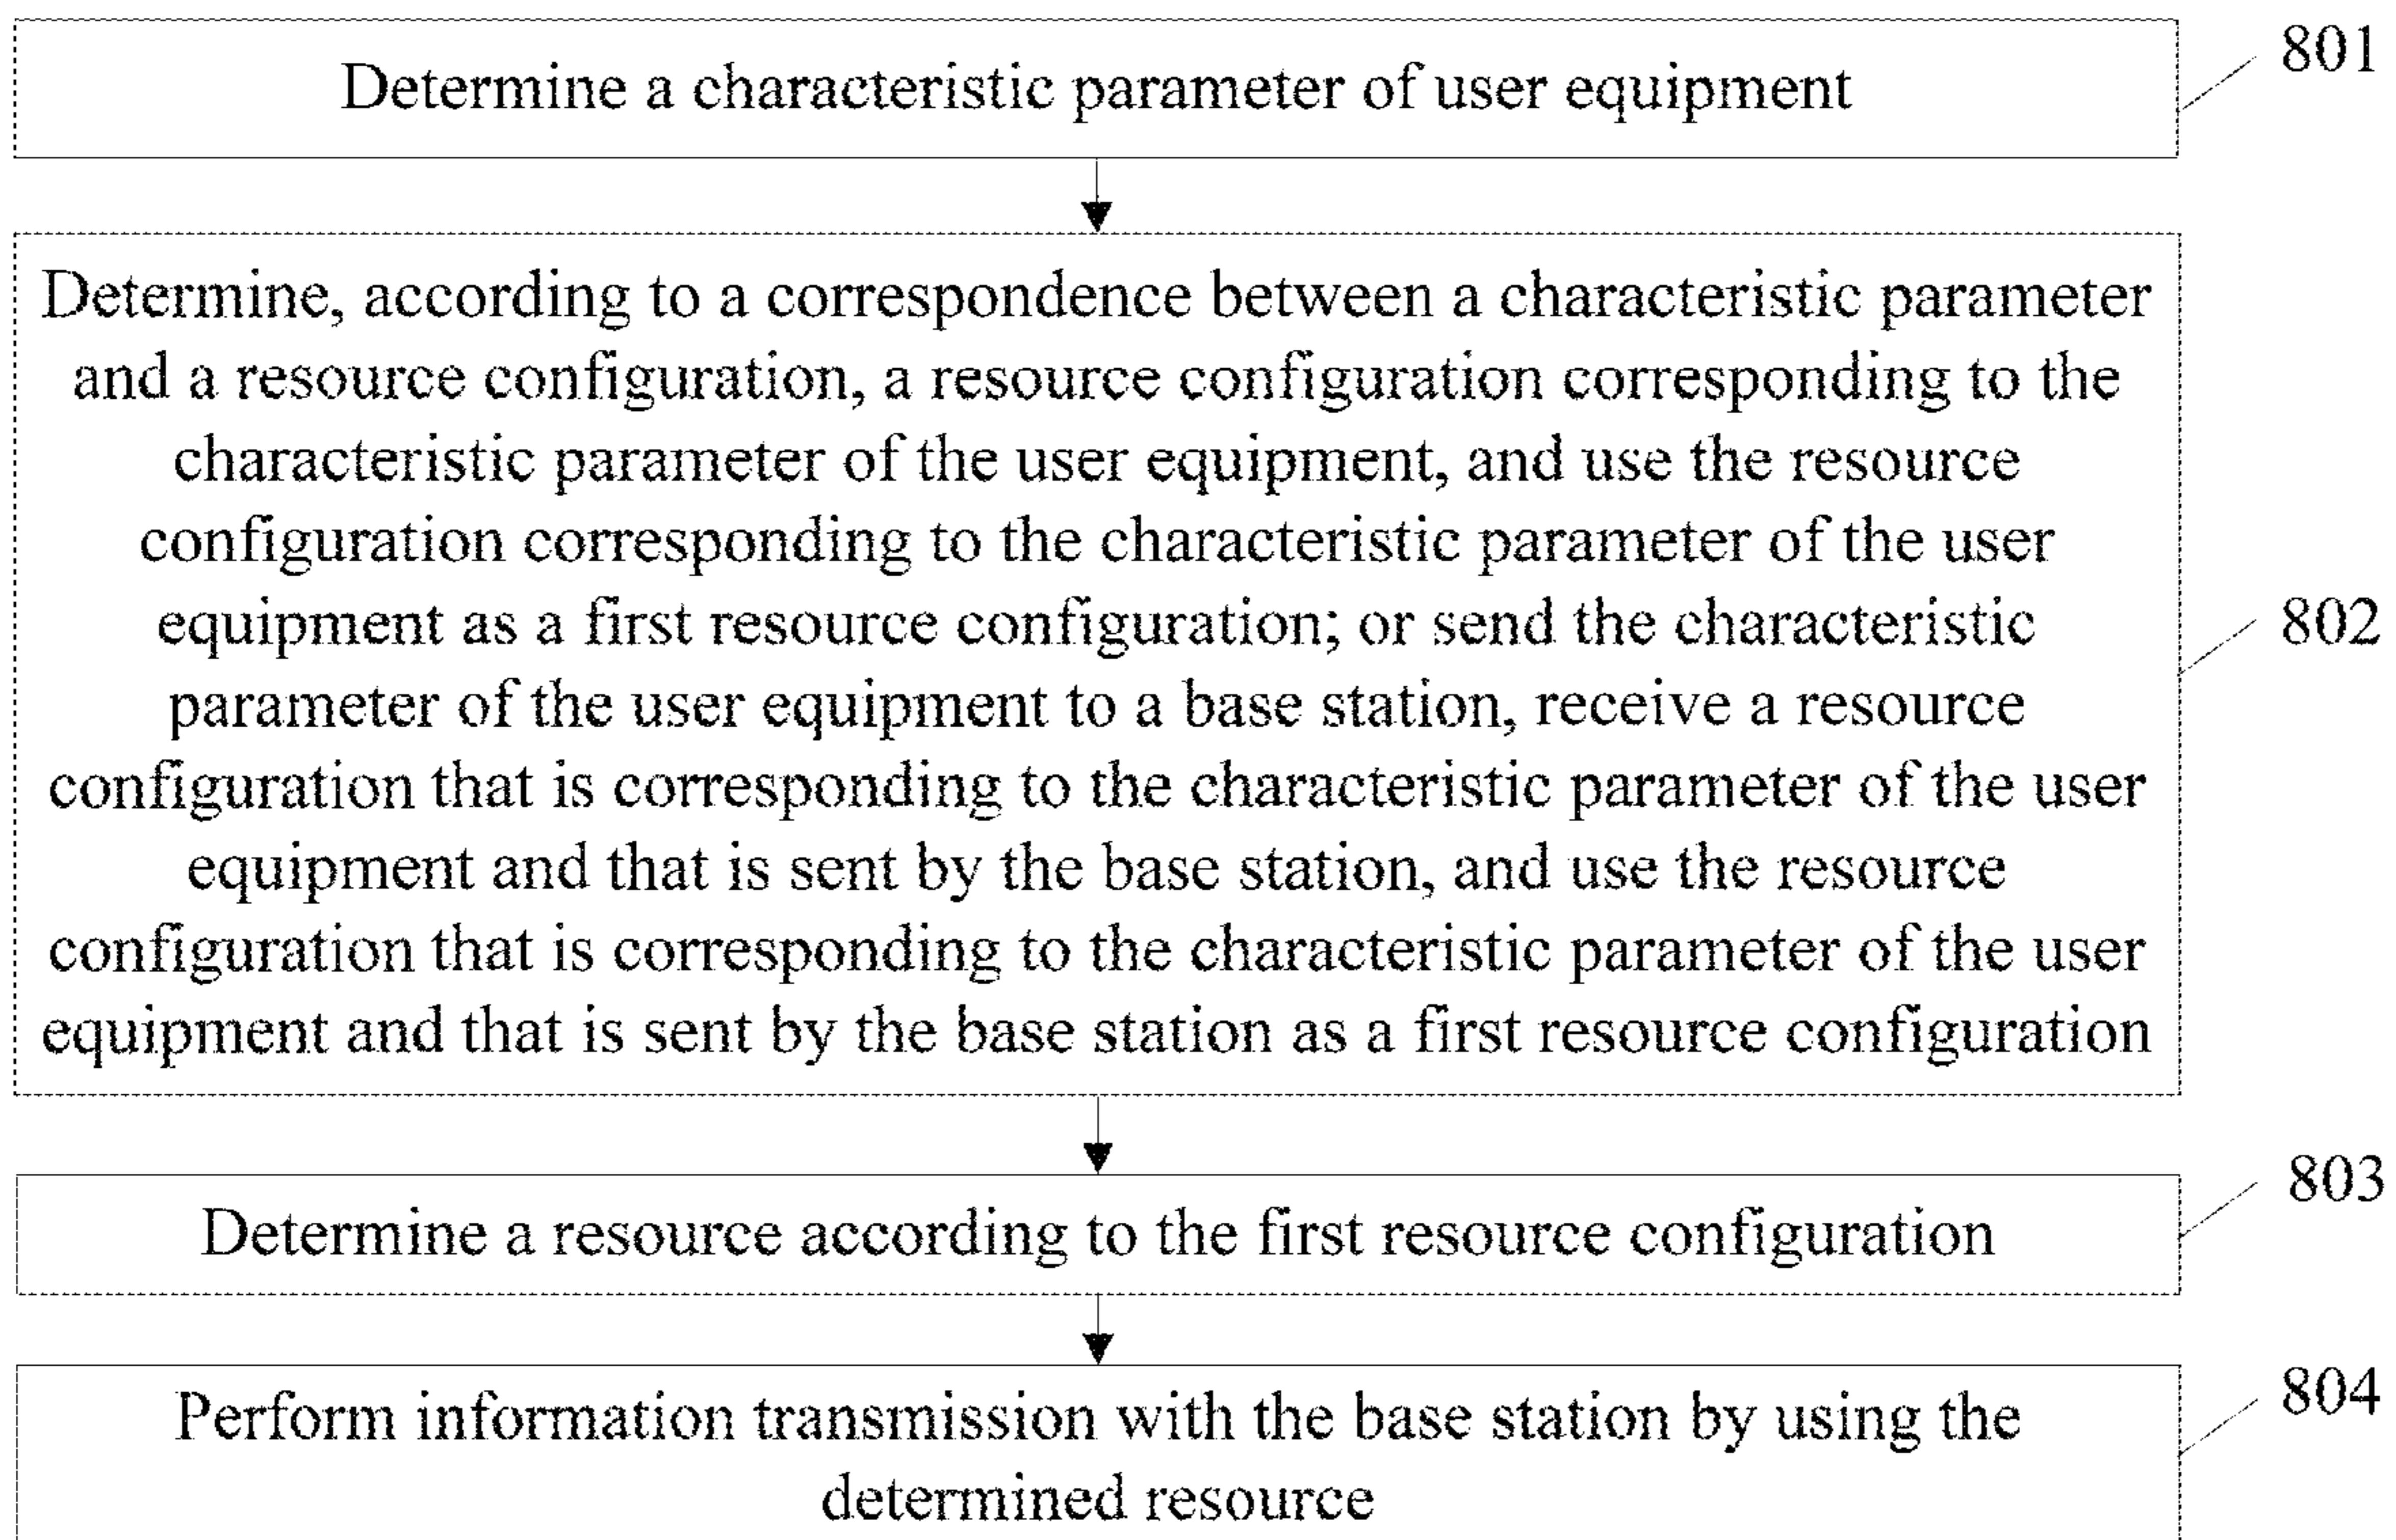 Determine a characteristic parameter of user equipment
801
Determine, according to a correspondence between a characteristic parameter
and a resource configuration, a resource configuration corresponding to the
characteristic parameter of the user equipment, and use the resource
configuration corresponding to the characteristic parameter of the user
equipment as a first resource configuration; or send the characteristic
parameter of the user equipment to a base station, receive a resource
configuration that is corresponding to the characteristic parameter of the user
equipment and that is sent by the base station, and use the resource
configuration that is corresponding to the characteristic parameter of the user
equipment and that is sent by the base station as a first resource configuration
802
Determine a resource according to the first resource configuration
803
Perform information transmission with the base station by using the
determined resource
804